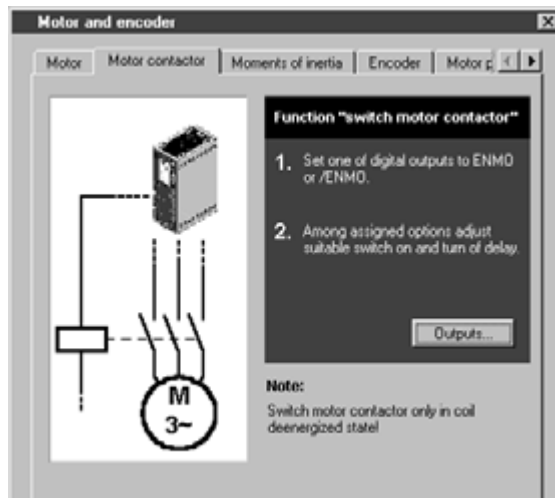 Motor and encoder
Motor
Motor contactor
Moments of inertia
Encoder
Motor p
Function "switch motor contactor"
1. Set one of digital outputs to ENMO
or /ENMO.
2. Among assigned options adjust
suitable switch on and turn of delay.
Outputs...
M
3~
Note:
Switch motor contactor only in coil
deenergized state!